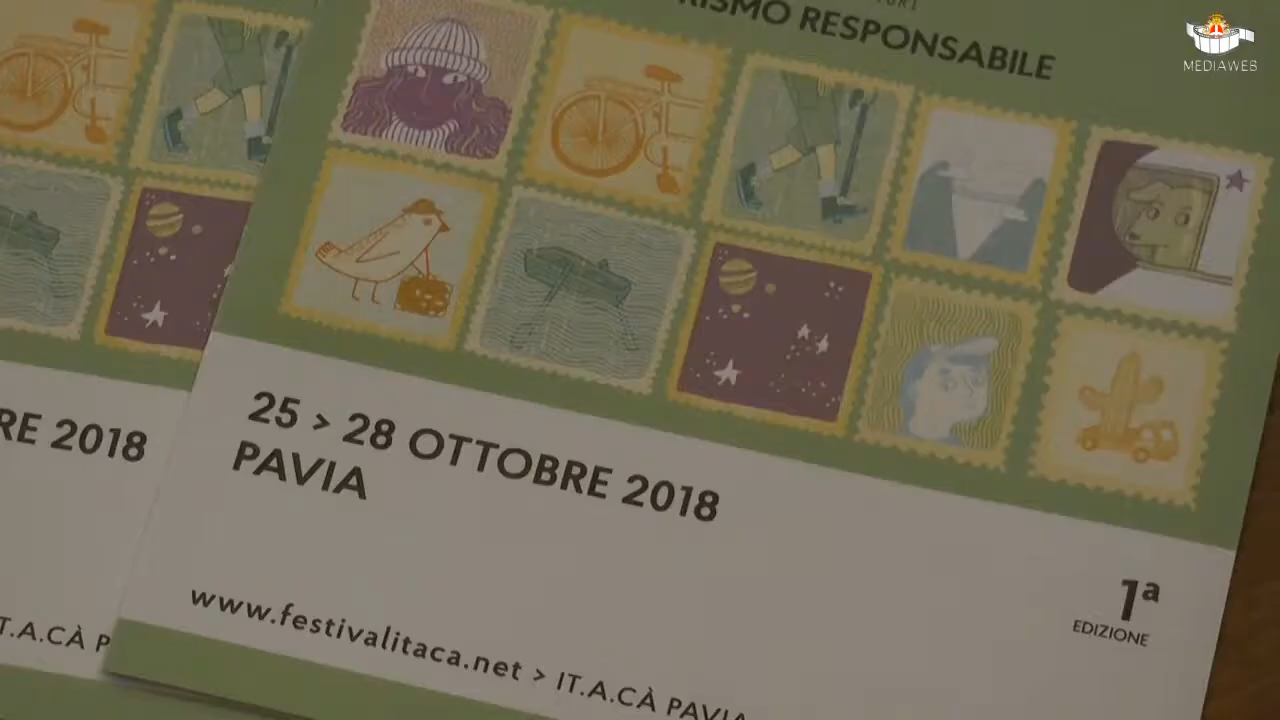 RISMO RESPONSABILE
MEDIAWEB
25 > 28 OTTOBRE 2018
PAVIA
1ª
EDIZIONE
www.festivalitaca.net > IT.A.CÀ PAVIA
RE 2018
T.A.CÀ P